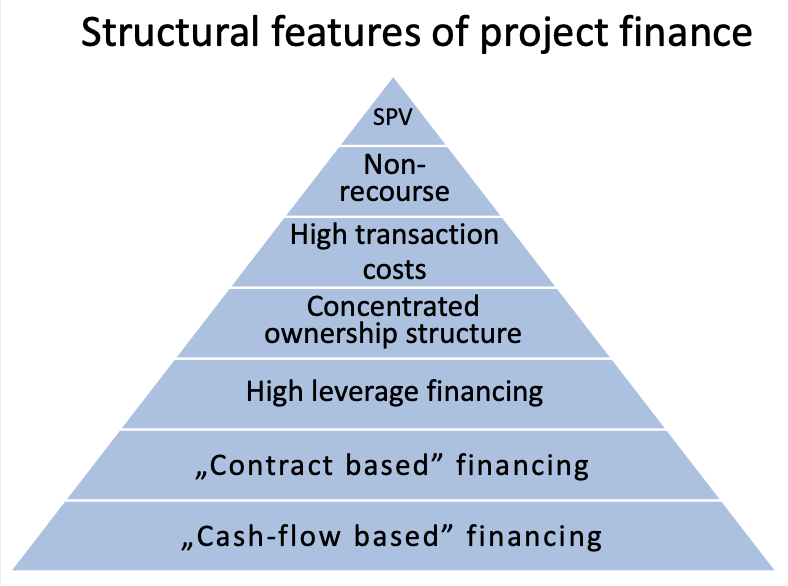 Structural features of project finance
SPV
Non-
recourse
High transaction
costs
Concentrated
ownership structure
High leverage financing
„Contract based” financing
„Cash-flow based” financing